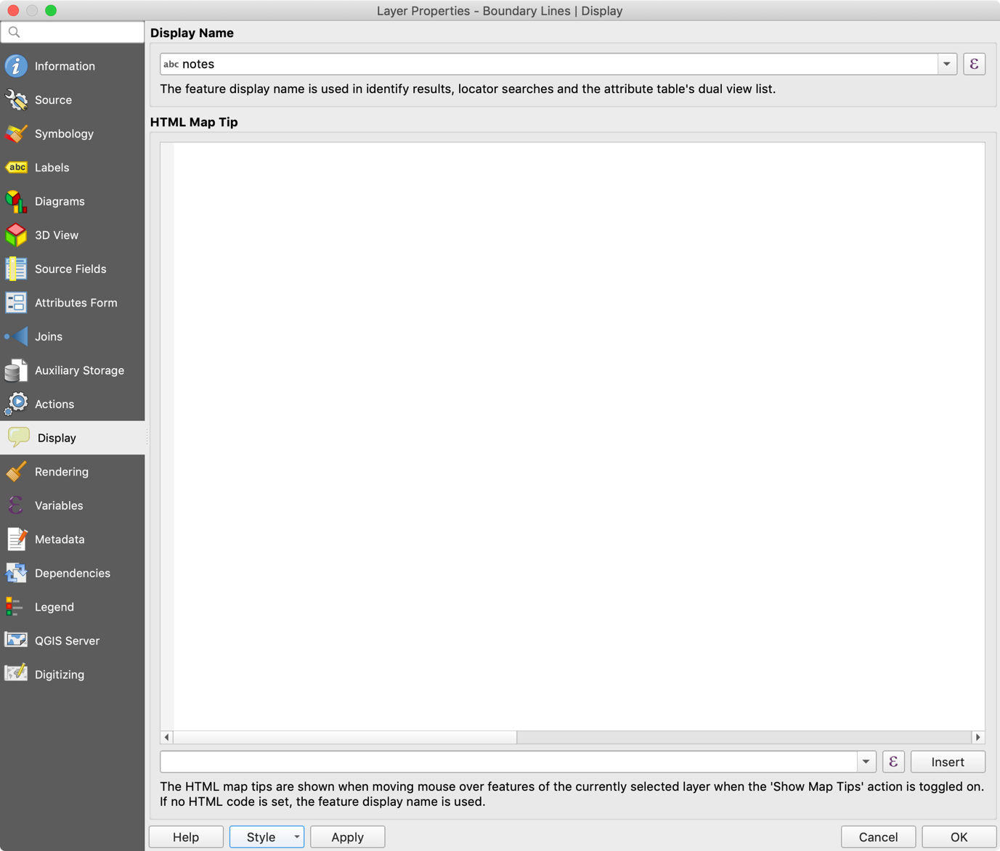 Layer Properties - Boundary Lines | Display
Information
Source
Symbology
abc Labels
Diagrams
3D View
Source Fields
Attributes Form
Joins
Auxiliary Storage
Actions
Display
Rendering
Variables
Metadata
Dependencies
Legend
QGIS Server
Digitizing
Display Name
abc notes
ε
The feature display name is used in identify results, locator searches and the attribute table's dual view list.
HTML Map Tip
ε Insert
The HTML map tips are shown when moving mouse over features of the currently selected layer when the 'Show Map Tips' action is toggled on.
If no HTML code is set, the feature display name is used.
Help Style Apply Cancel OK